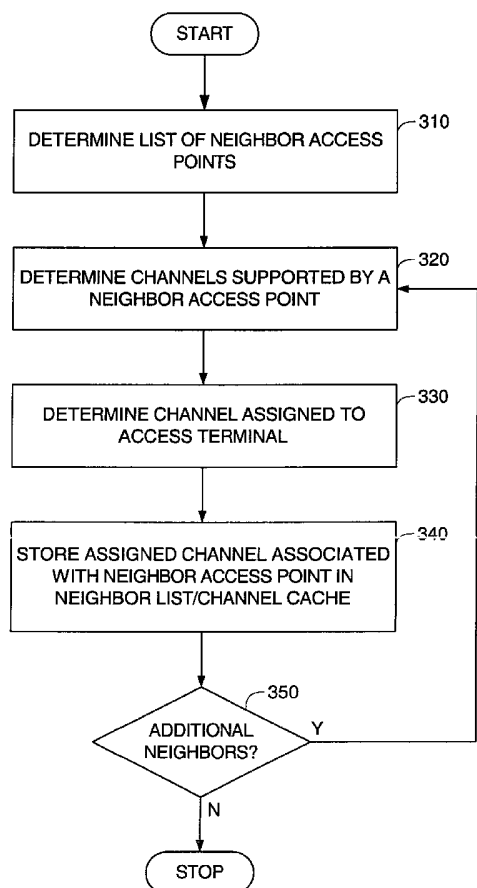 START
310
DETERMINE LIST OF NEIGHBOR ACCESS
POINTS
320
DETERMINE CHANNELS SUPPORTED BY A
NEIGHBOR ACCESS POINT
330
DETERMINE CHANNEL ASSIGNED TO
ACCESS TERMINAL
340
STORE ASSIGNED CHANNEL ASSOCIATED
WITH NEIGHBOR ACCESS POINT IN
NEIGHBOR LIST/CHANNEL CACHE
350
ADDITIONAL
NEIGHBORS?
Y
N
STOP